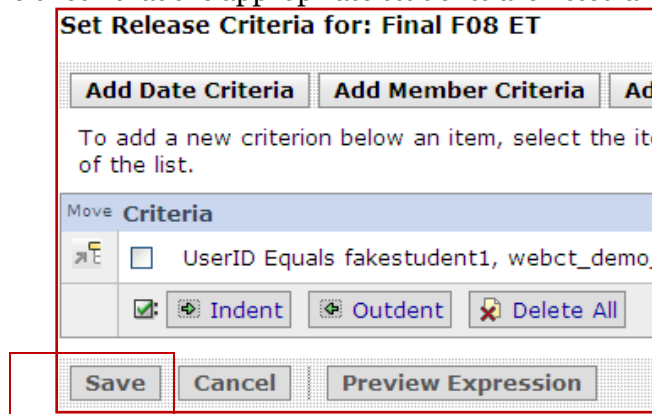 Set Release Criteria for: Final F08 ET
Add Date Criteria Add Member Criteria
To add a new criterion below an item, select the
of the list.
Move Criteria
UserID Equals fakestudent1, webct_demo_
Indent Outdent Delete All
Save Cancel Preview Expression